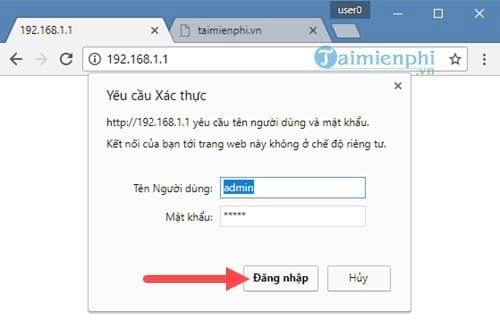 user0
192.168.1.1
taimienphi.vn
192.168.1.1
Taimienphi
.vn
Yêu cầu Xác thực
http://192.168.1.1 yêu cầu tên người dùng và mật khẩu.
Kết nối của bạn tới trang web này không ở chế độ riêng tư.
Tên Người dùng: admin
Mật khẩu: *****
Đăng nhập Hủy